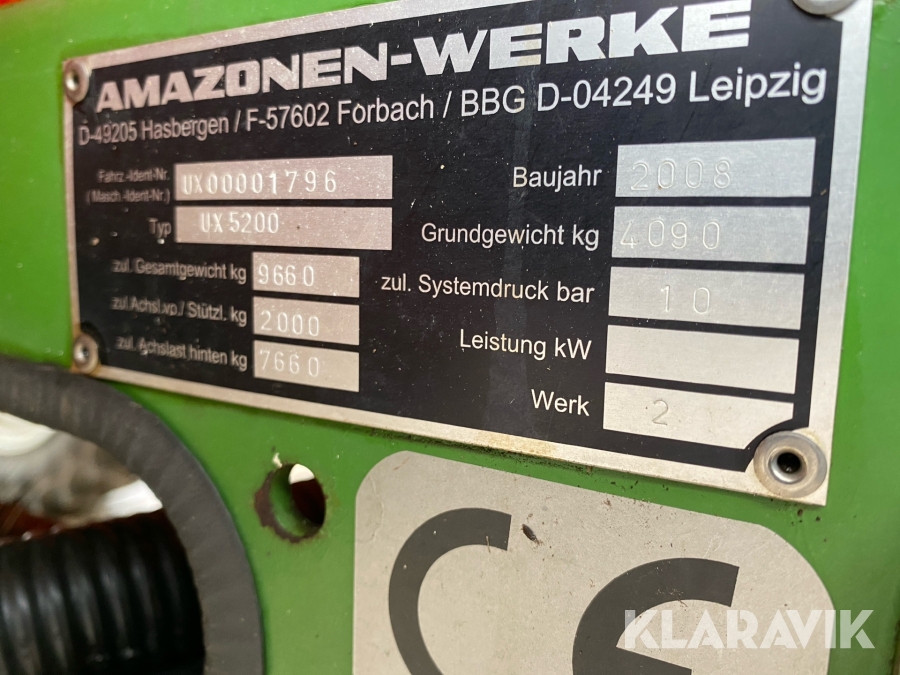 AMAZONEN-WERKE
D-49205 Hasbergen / F-57602 Forbach / BBG D-04249 Leipzig
Fahrz.-Ident-Nr.
(Masch.-Ident-Nr.) UX00001796
Typ UX 5200
zul. Gesamtgewicht kg 9660
zul.Achsl.vo./Stützl. kg 2000
zul. Achslast hinten kg 7660
Baujahr 2008
Grundgewicht kg 4090
zul. Systemdruck bar 10
Leistung kW
Werk 2
CE
KLARAVIK